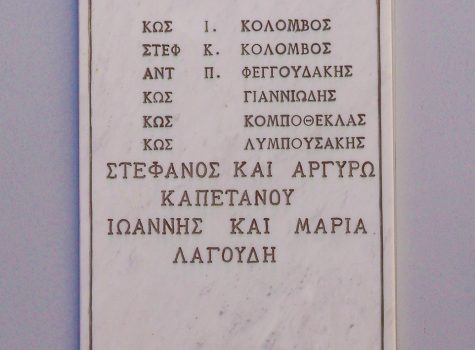 ΚΩΣ Ι. ΚΟΛΟΜΒΟΣ
ΣΤΕΦ Κ. ΚΟΛΟΜΒΟΣ
ΑΝΤ Π. ΦΕΓΓΟΥΔΑΚΗΣ
ΚΩΣ ΓΙΑΝΝΙΩΔΗΣ
ΚΩΣ ΚΟΜΠΟΘΕΚΛΑΣ
ΚΩΣ ΛΥΜΠΟΥΣΑΚΗΣ
ΣΤΕΦΑΝΟΣ ΚΑΙ ΑΡΓΥΡΩ
ΚΑΠΕΤΑΝΟΥ
ΙΩΑΝΝΗΣ ΚΑΙ ΜΑΡΙΑ
ΛΑΓΟΥΔΗ